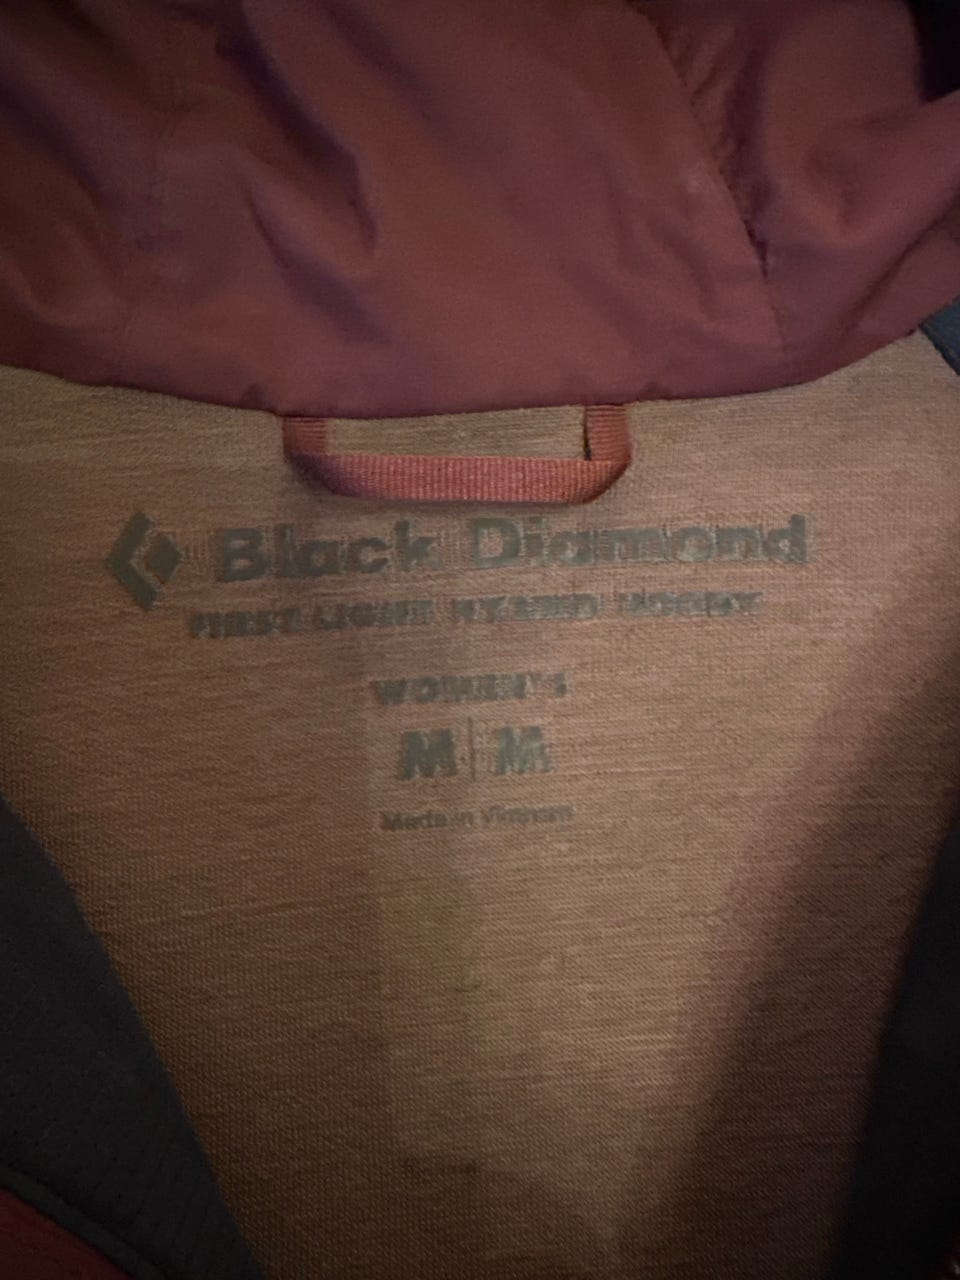 Black Diamond
FIRST LIGHT HYBRID HOODY
WOMEN'S
M | M
Made in Vietnam